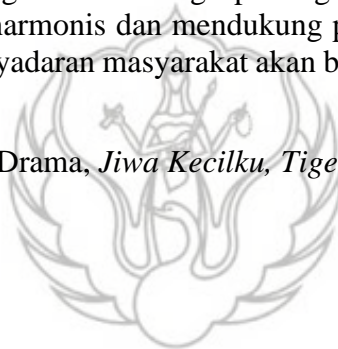 harmonis dan mendukung p
yadaran masyarakat akan b
Drama, Jiwa Kecilku, Tige